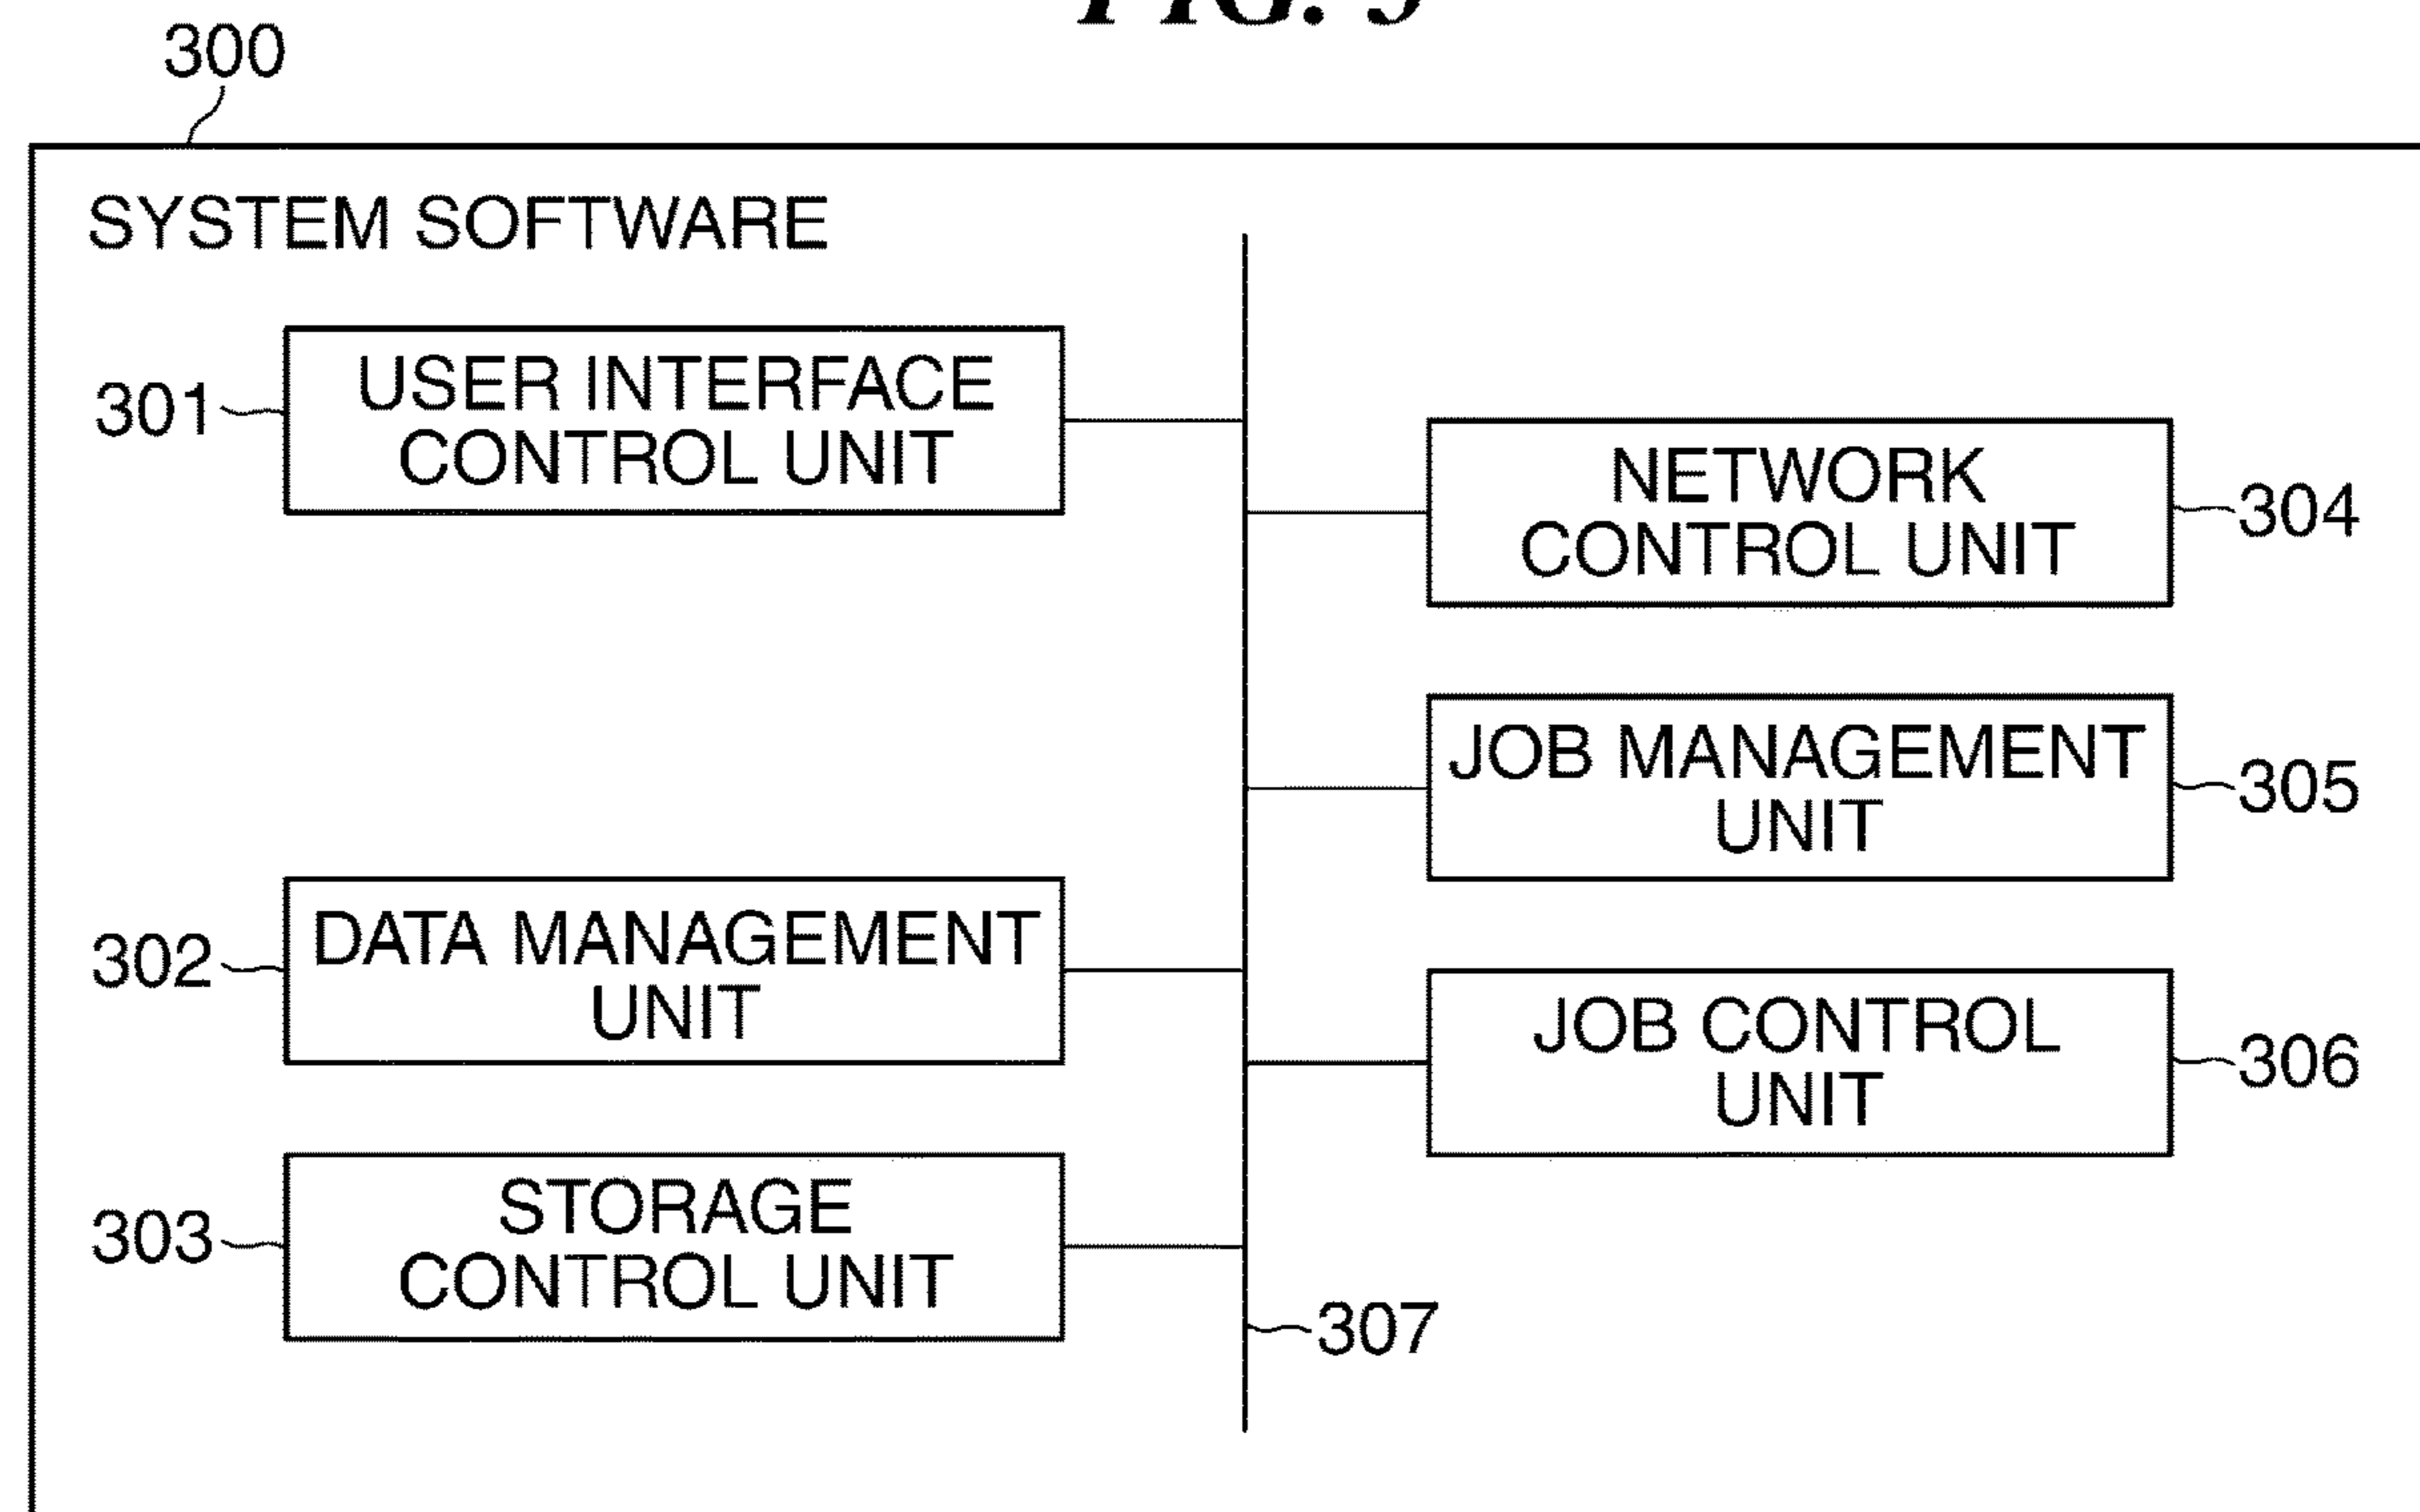 FIG.
300
SYSTEM SOFTWARE
301
USER INTERFACE
CONTROL UNIT
NETWORK
CONTROL UNIT
304
JOB MANAGEMENT
UNIT
305
302
DATA MANAGEMENT
UNIT
JOB CONTROL
UNIT
306
303
STORAGE
CONTROL UNIT
307